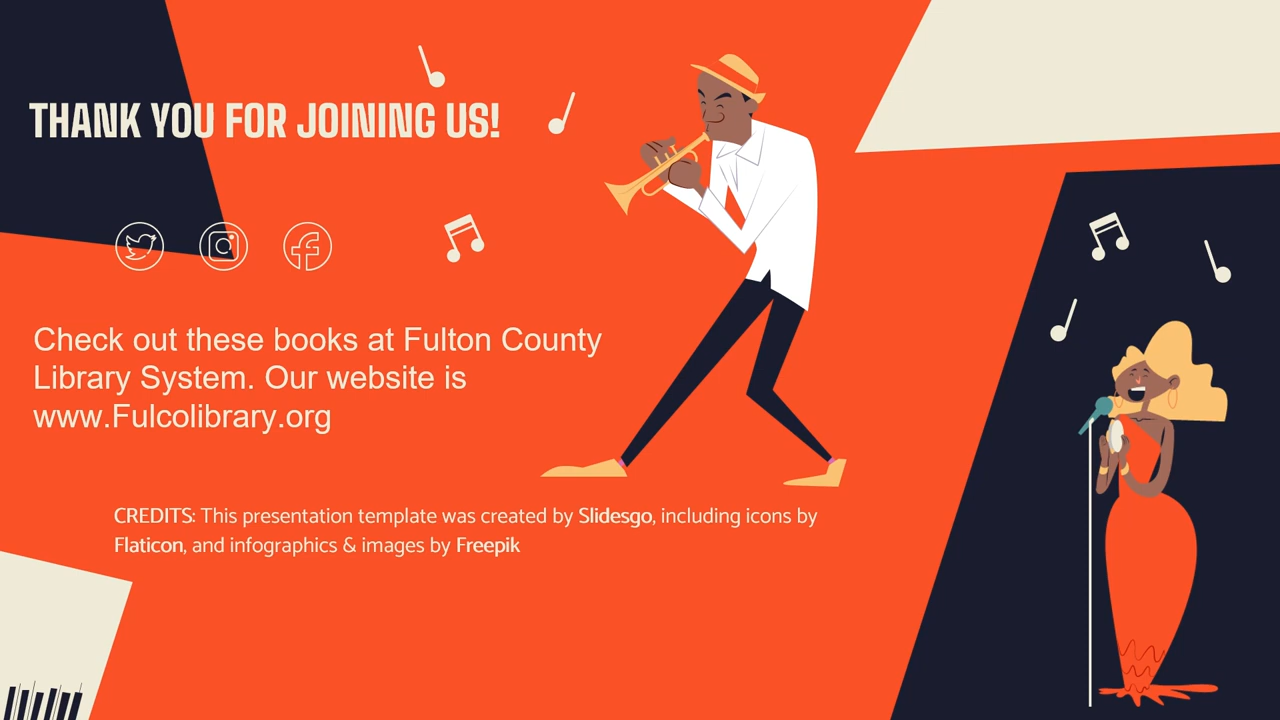 THANK YOU FOR JOINING US!
Check out these books at Fulton County
Library System. Our website is
www.Fulcolibrary.org
CREDITS: This presentation template was created by Slidesgo, including icons by
Flaticon, and infographics & images by Freepik